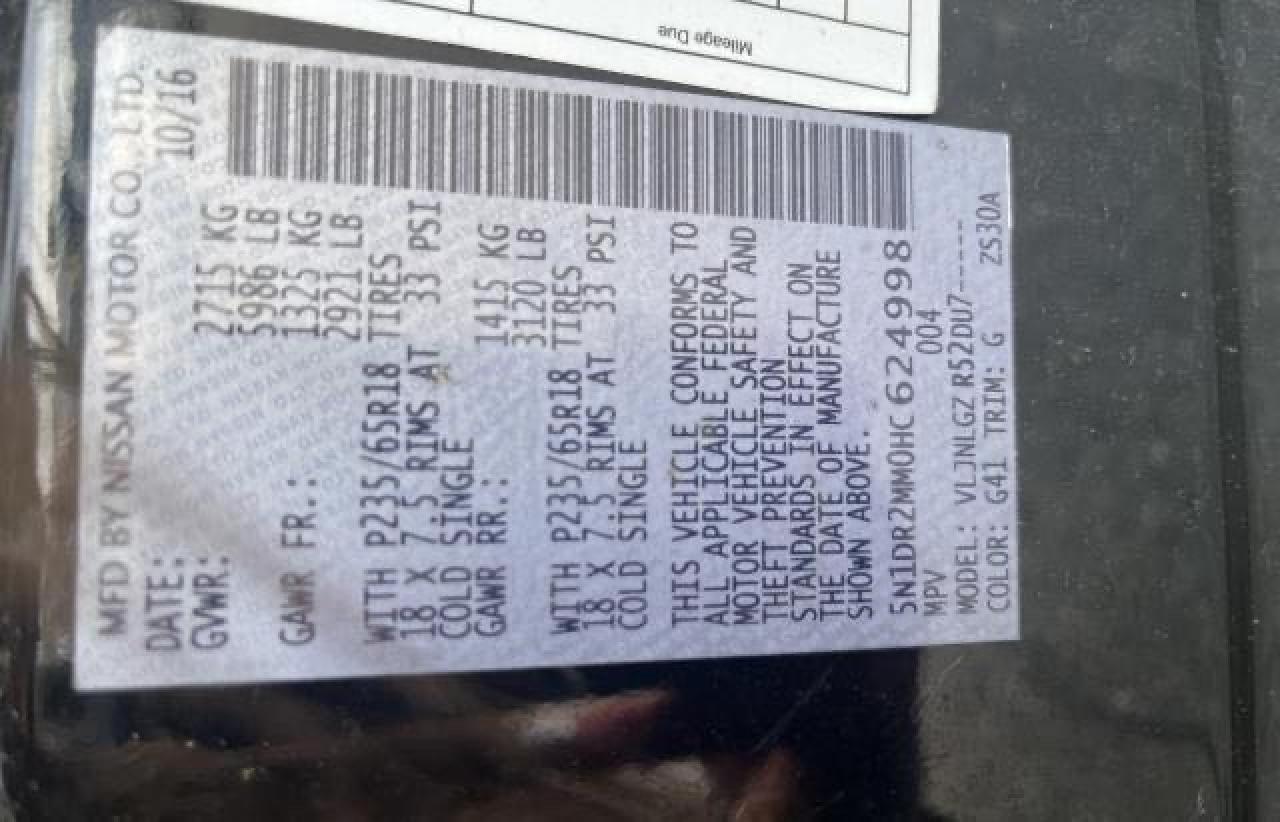 Mileage Due
MFD BY NISSAN MOTOR CO., LTD.
DATE: 10/16
GVWR: 2715 KG
5986 LB
GAWR FR.: 1325 KG
2921 LB
WITH P235/65R18 TIRES
18 X 7.5 RIMS AT 33 PSI
COLD SINGLE
GAWR RR.: 1415 KG
3120 LB
WITH P235/65R18 TIRES
18 X 7.5 RIMS AT 33 PSI
COLD SINGLE
THIS VEHICLE CONFORMS TO
ALL APPLICABLE FEDERAL
MOTOR VEHICLE SAFETY AND
THEFT PREVENTION
STANDARDS IN EFFECT ON
THE DATE OF MANUFACTURE
SHOWN ABOVE.
5N1DR2MM0HC624998
MPV 004
MODEL: VLJNLGZ R52DU7------
COLOR: G41 TRIM: G ZS30A